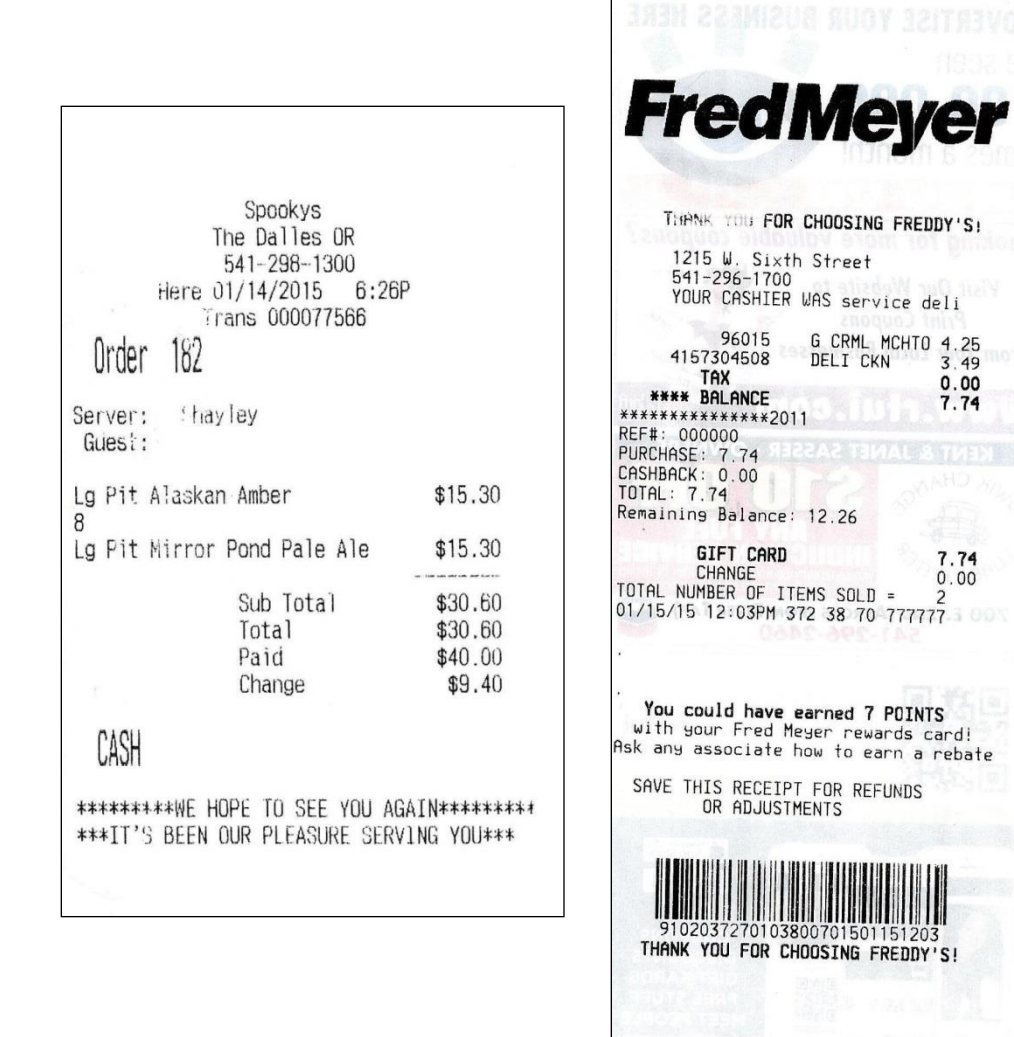 Spookys
The Dalles OR
541-298-1300
Here 01/14/2015 6:26P
Trans 000077566
Order 182
Server: Shayley
Guest:
Lg Pit Alaskan Amber $15.30
8
Lg Pit Mirror Pond Pale Ale $15.30
Sub Total $30.60
Total $30.60
Paid $40.00
Change $9.40
CASH
*********WE HOPE TO SEE YOU AGAIN*********
***IT'S BEEN OUR PLEASURE SERVING YOU***
FredMeyer
THANK YOU FOR CHOOSING FREDDY'S!
1215 W. Sixth Street
541-296-1700
YOUR CASHIER WAS service deli
96015 G CRML MCHTO 4.25
4157304508 DELI CKN 3.49
TAX 0.00
**** BALANCE 7.74
***************2011
REF#: 000000
PURCHASE: 7.74
CASHBACK: 0.00
TOTAL: 7.74
Remaining Balance: 12.26
GIFT CARD 7.74
CHANGE 0.00
TOTAL NUMBER OF ITEMS SOLD = 2
01/15/15 12:03PM 372 38 70 777777
You could have earned 7 POINTS
with your Fred Meyer rewards card!
Ask any associate how to earn a rebate
SAVE THIS RECEIPT FOR REFUNDS
OR ADJUSTMENTS
9102037270103800701501151203
THANK YOU FOR CHOOSING FREDDY'S!